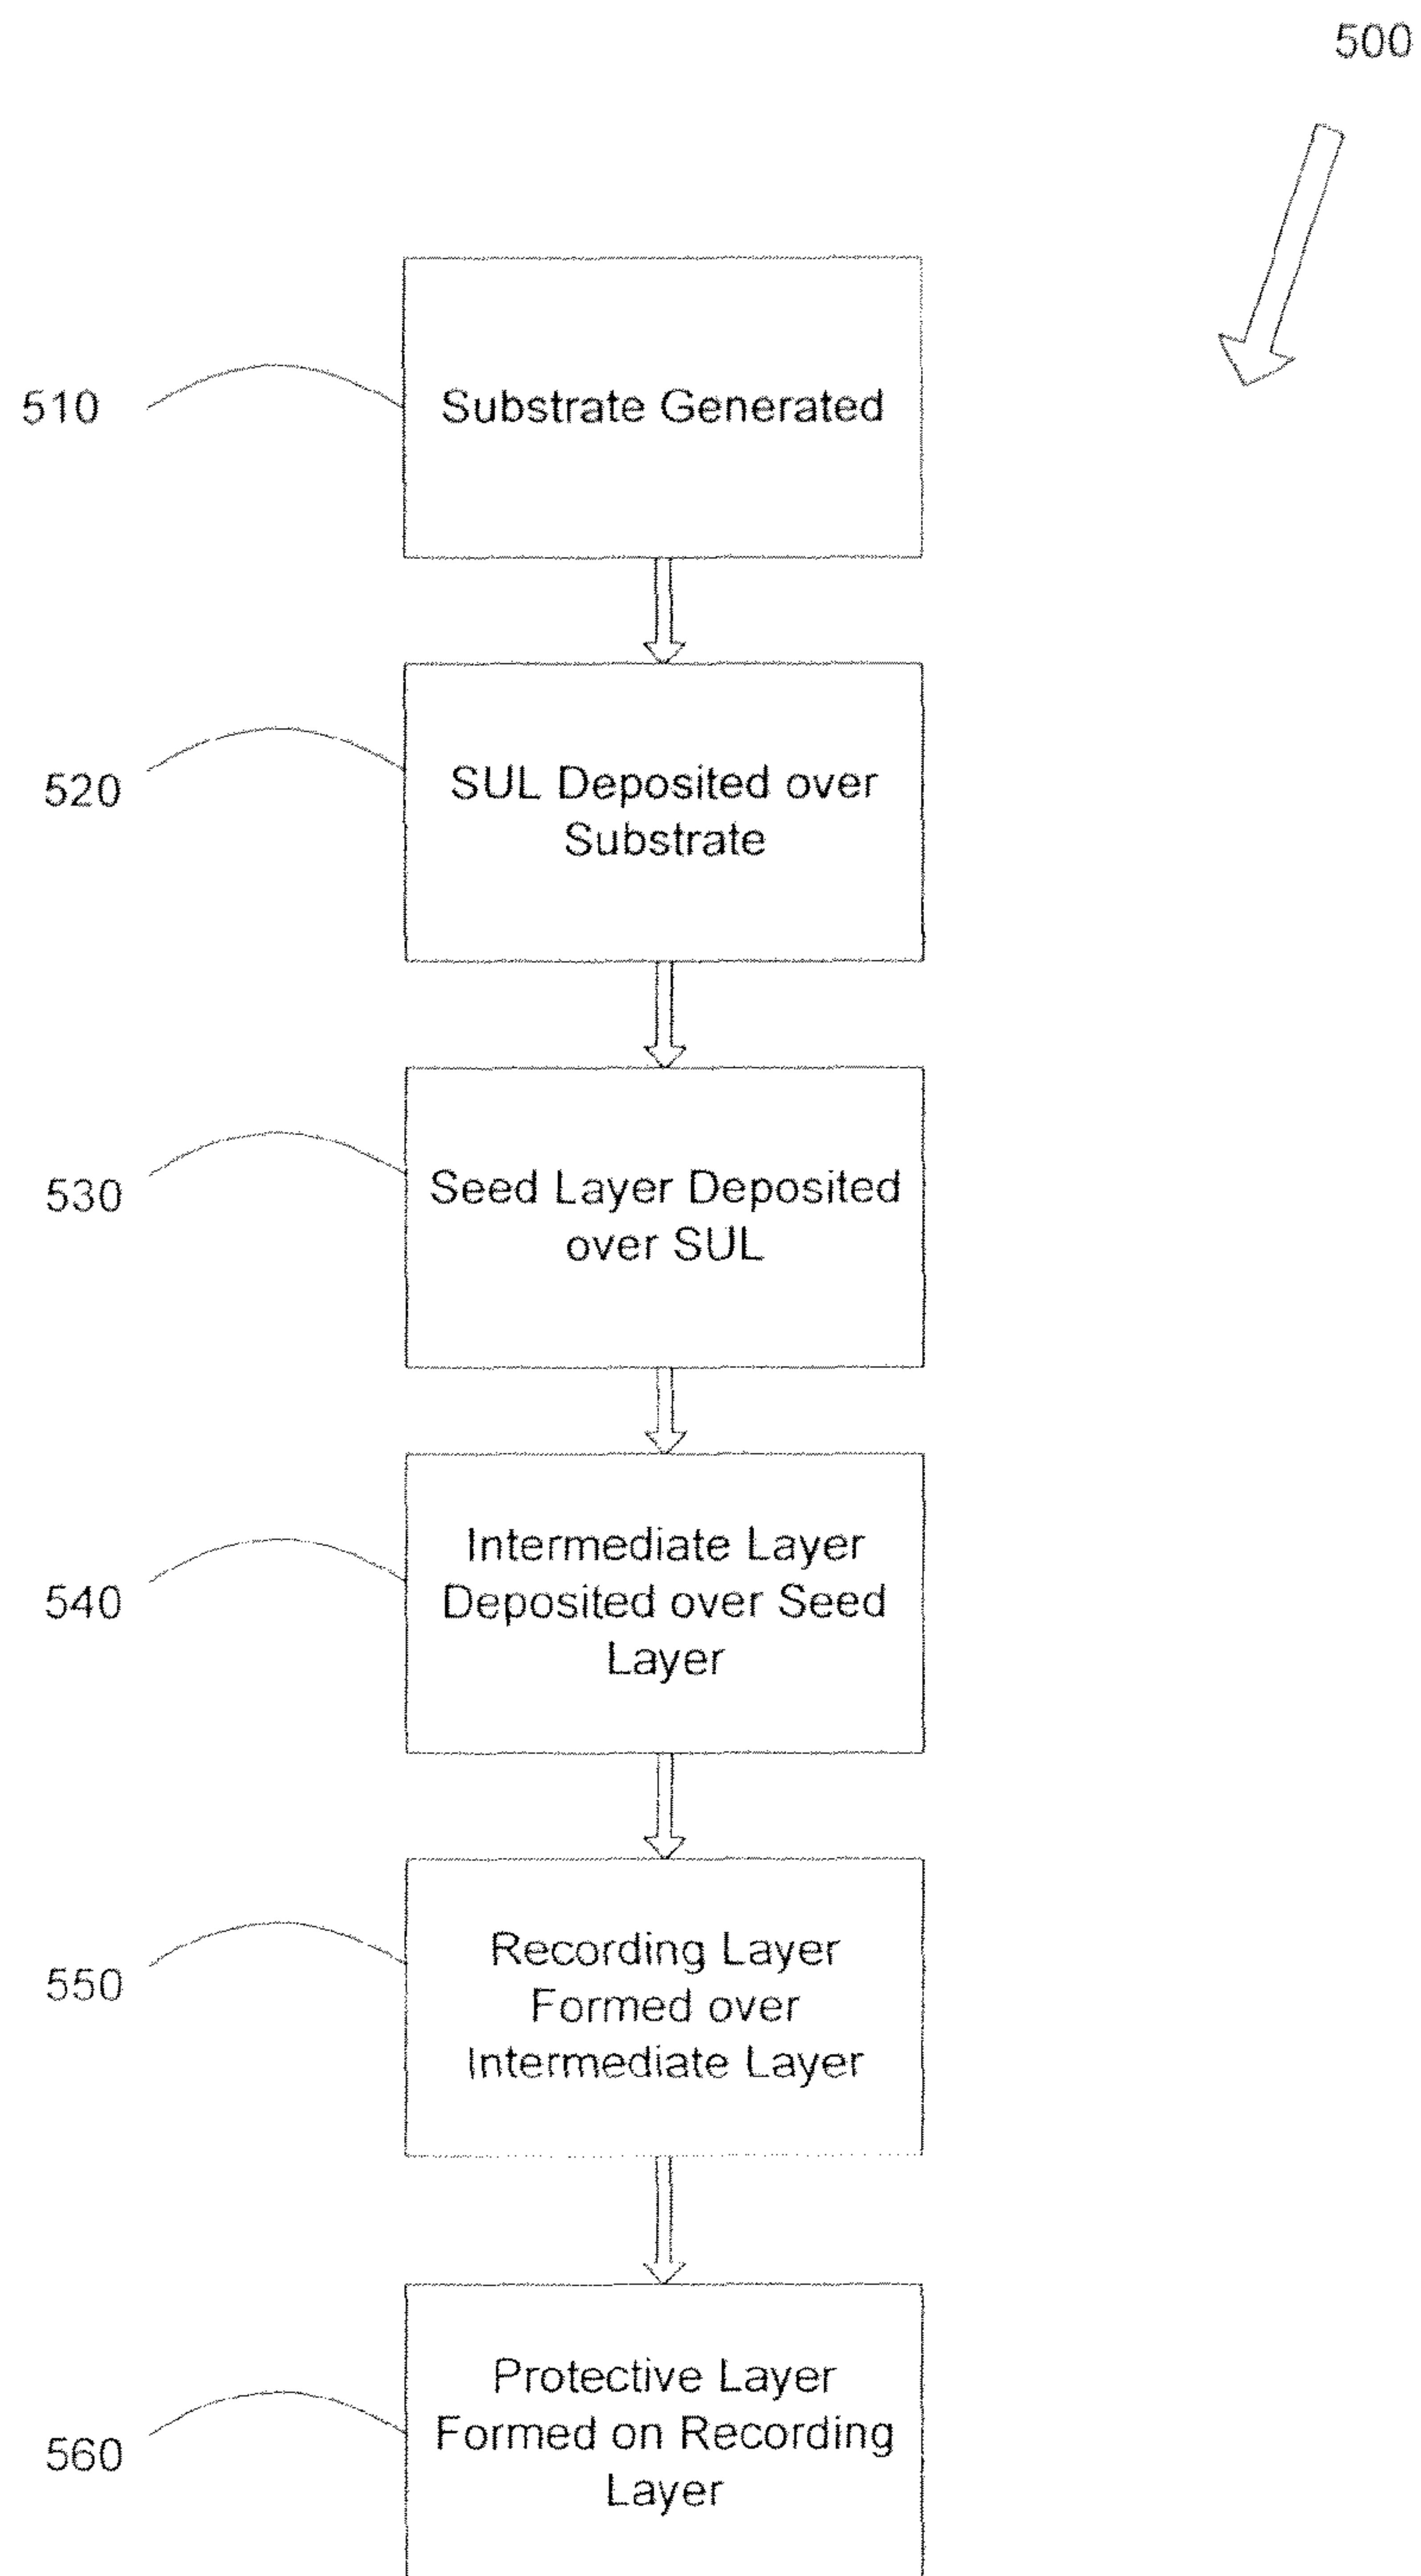 500
510
Substrate Generated
520
SUL Deposited over
Substrate
530
Seed Layer Deposited
over SUL
540
Intermediate Layer
Deposited over Seed
Layer
550
Recording Layer
Formed over
Intermediate Layer
560
Protective Layer
Formed on Recording
Layer